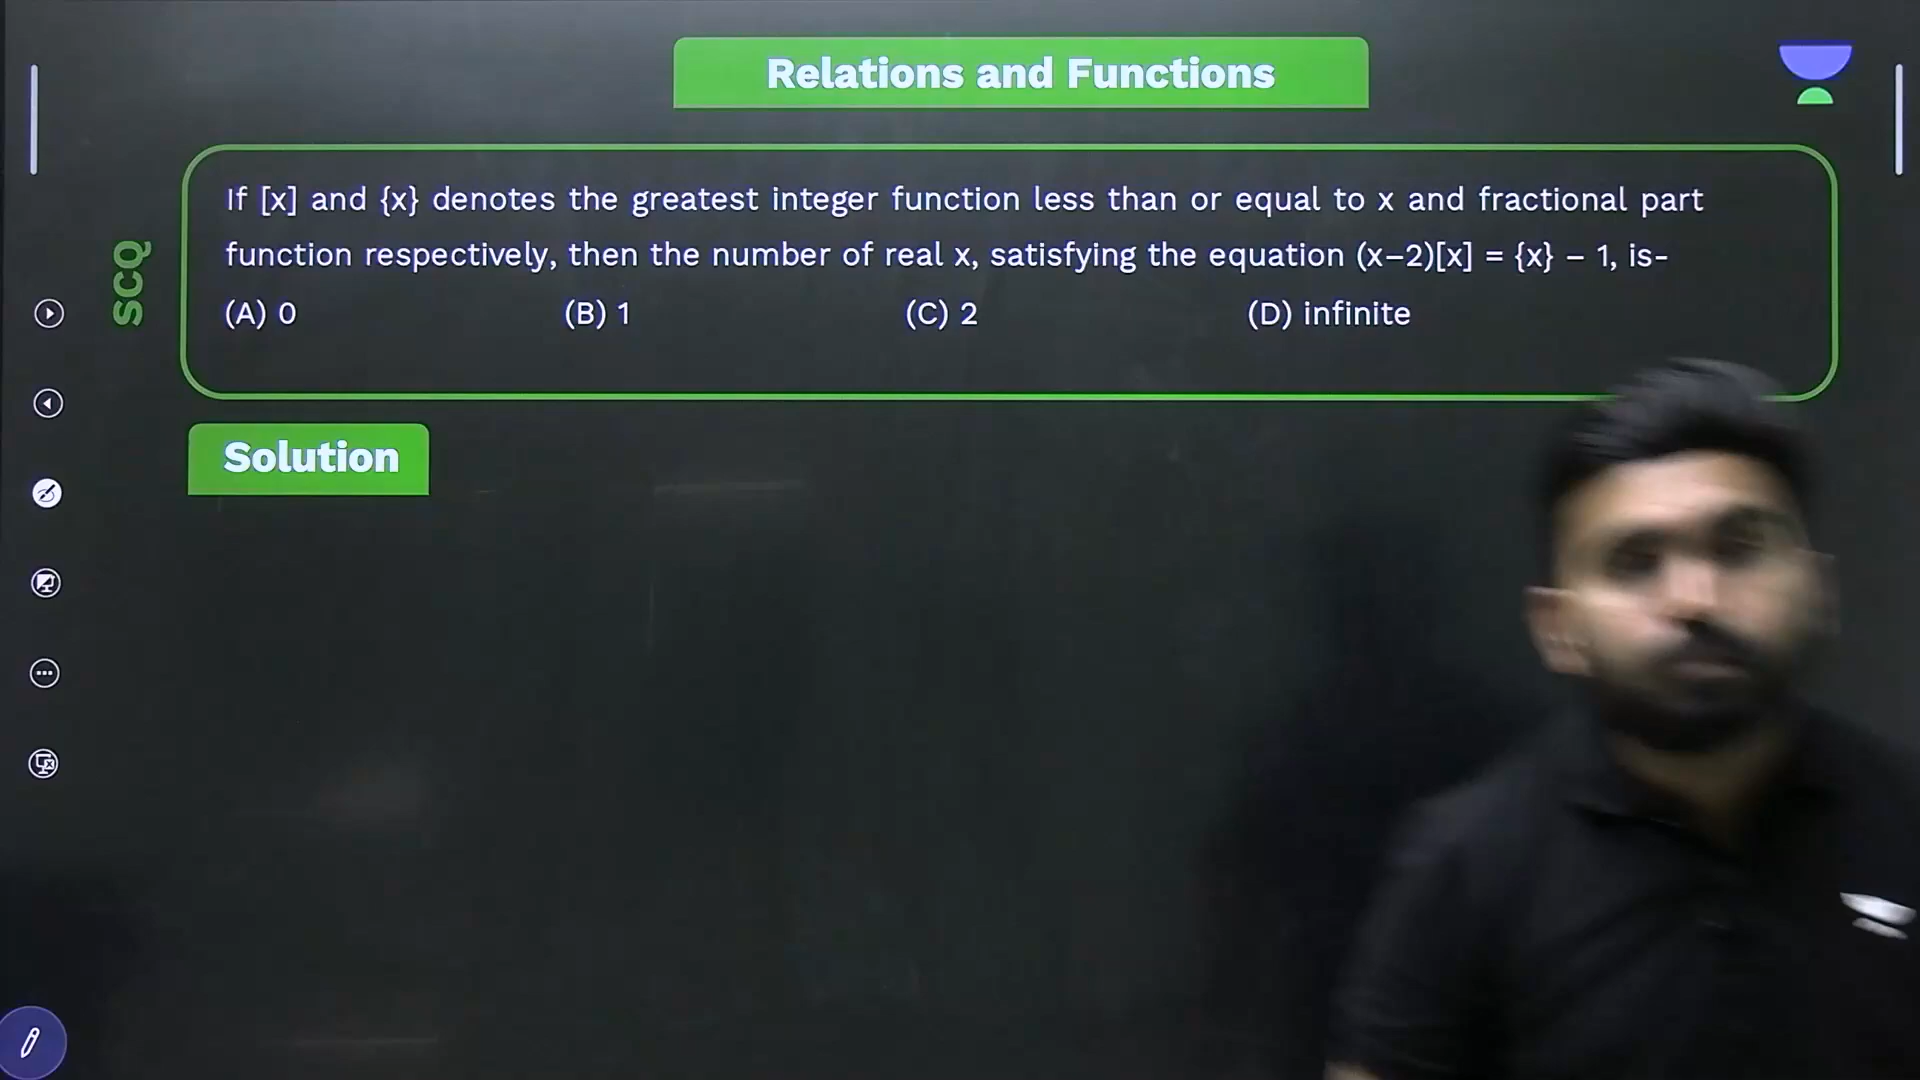 Relations and Functions
SCQ
If [x] and {x} denotes the greatest integer function less than or equal to x and fractional part
function respectively, then the number of real x, satisfying the equation (x–2)[x] = {x} – 1, is-
(A) 0 (B) 1 (C) 2 (D) infinite
Solution